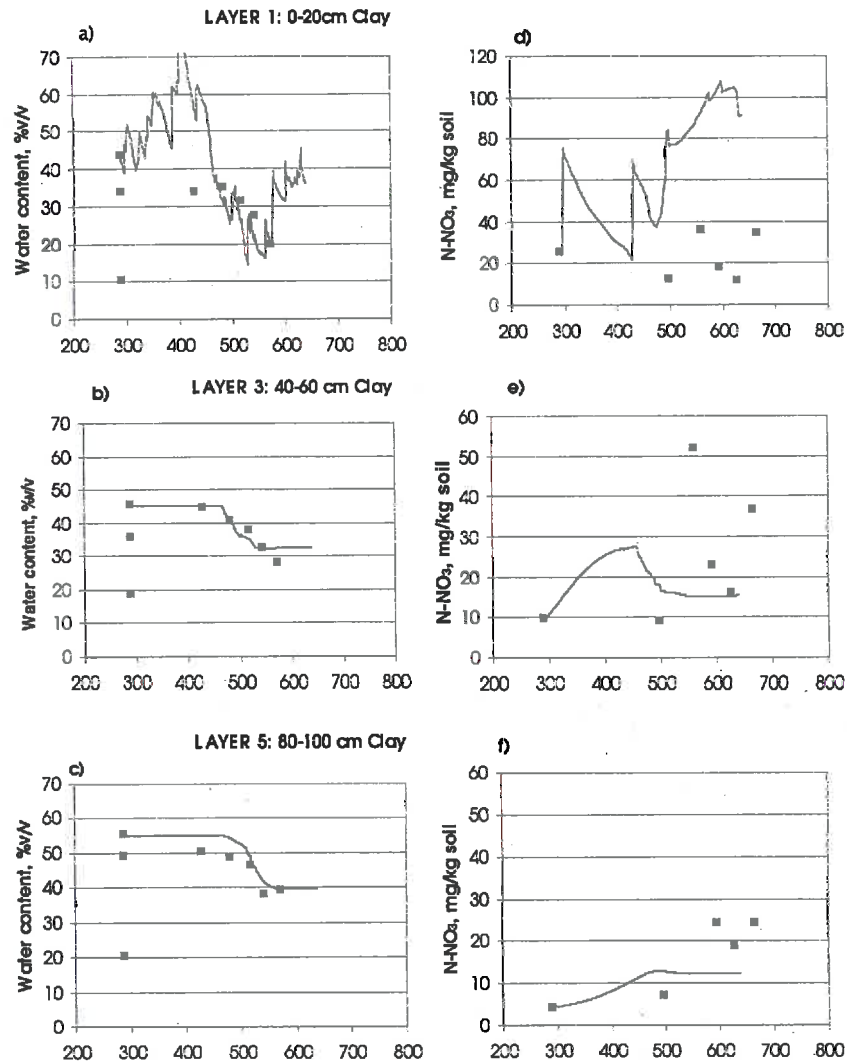 LAYER 1: 0-20cm Clay
a)
Water content, %v/v
70
60
50
40
30
20
10
0
200 300 400 500 600 700 800
d)
N-NO3, mg/kg soil
120
100
80
60
40
20
0
200 300 400 500 600 700 800
LAYER 3: 40-60 cm Clay
b)
Water content, %v/v
70
60
50
40
30
20
10
0
200 300 400 500 600 700 800
e)
N-NO3, mg/kg soil
60
50
40
30
20
10
0
200 300 400 500 600 700 800
LAYER 5: 80-100 cm Clay
c)
Water content, %v/v
70
60
50
40
30
20
10
0
200 300 400 500 600 700 800
f)
N-NO3, mg/kg soil
60
50
40
30
20
10
0
200 300 400 500 600 700 800